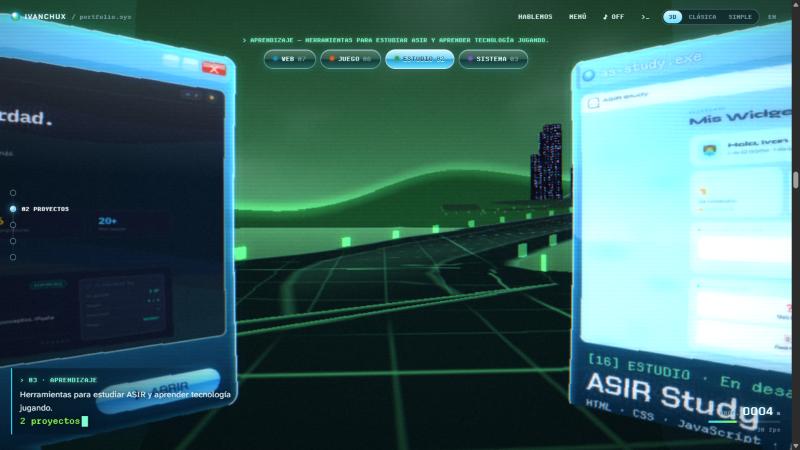 IVANCHUX / portfolio.sys
HABLEMOS
MENÚ
♪ OFF
>_
3D
CLÁSICA
SIMPLE
EN
> APRENDIZAJE — HERRAMIENTAS PARA ESTUDIAR ASIR Y APRENDER TECNOLOGÍA JUGANDO.
WEB 07
JUEGO 06
ESTUDIO 02
SISTEMA 03
rdad.
02 PROYECTOS
20+
as-study.exe
ASIR Study
Mis Widge
Hola, Ivan
> 03 · APRENDIZAJE
ABRIR
Herramientas para estudiar ASIR y aprender tecnología
jugando.
2 proyectos
[16] ESTUDIO · En desa
ASIR Study
HTML · CSS · JavaScript ·
0004